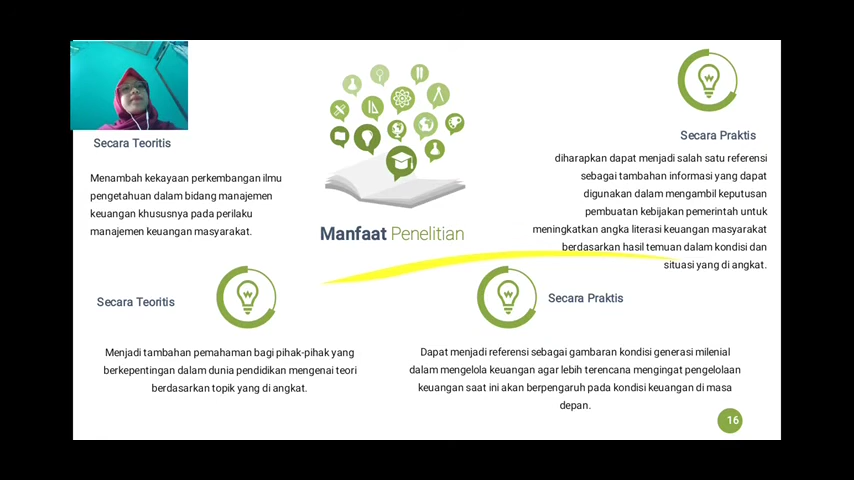 Secara Teoritis
Menambah kekayaan perkembangan ilmu
pengetahuan dalam bidang manajemen
keuangan khususnya pada perilaku
manajemen keuangan masyarakat.
Manfaat Penelitian
Secara Praktis
diharapkan dapat menjadi salah satu referensi
sebagai tambahan informasi yang dapat
digunakan dalam mengambil keputusan
pembuatan kebijakan pemerintah untuk
meningkatkan angka literasi keuangan masyarakat
berdasarkan hasil temuan dalam kondisi dan
situasi yang di angkat.
Secara Teoritis
Menjadi tambahan pemahaman bagi pihak-pihak yang
berkepentingan dalam dunia pendidikan mengenai teori
berdasarkan topik yang di angkat.
Secara Praktis
Dapat menjadi referensi sebagai gambaran kondisi generasi milenial
dalam mengelola keuangan agar lebih terencana mengingat pengelolaan
keuangan saat ini akan berpengaruh pada kondisi keuangan di masa
depan.
16